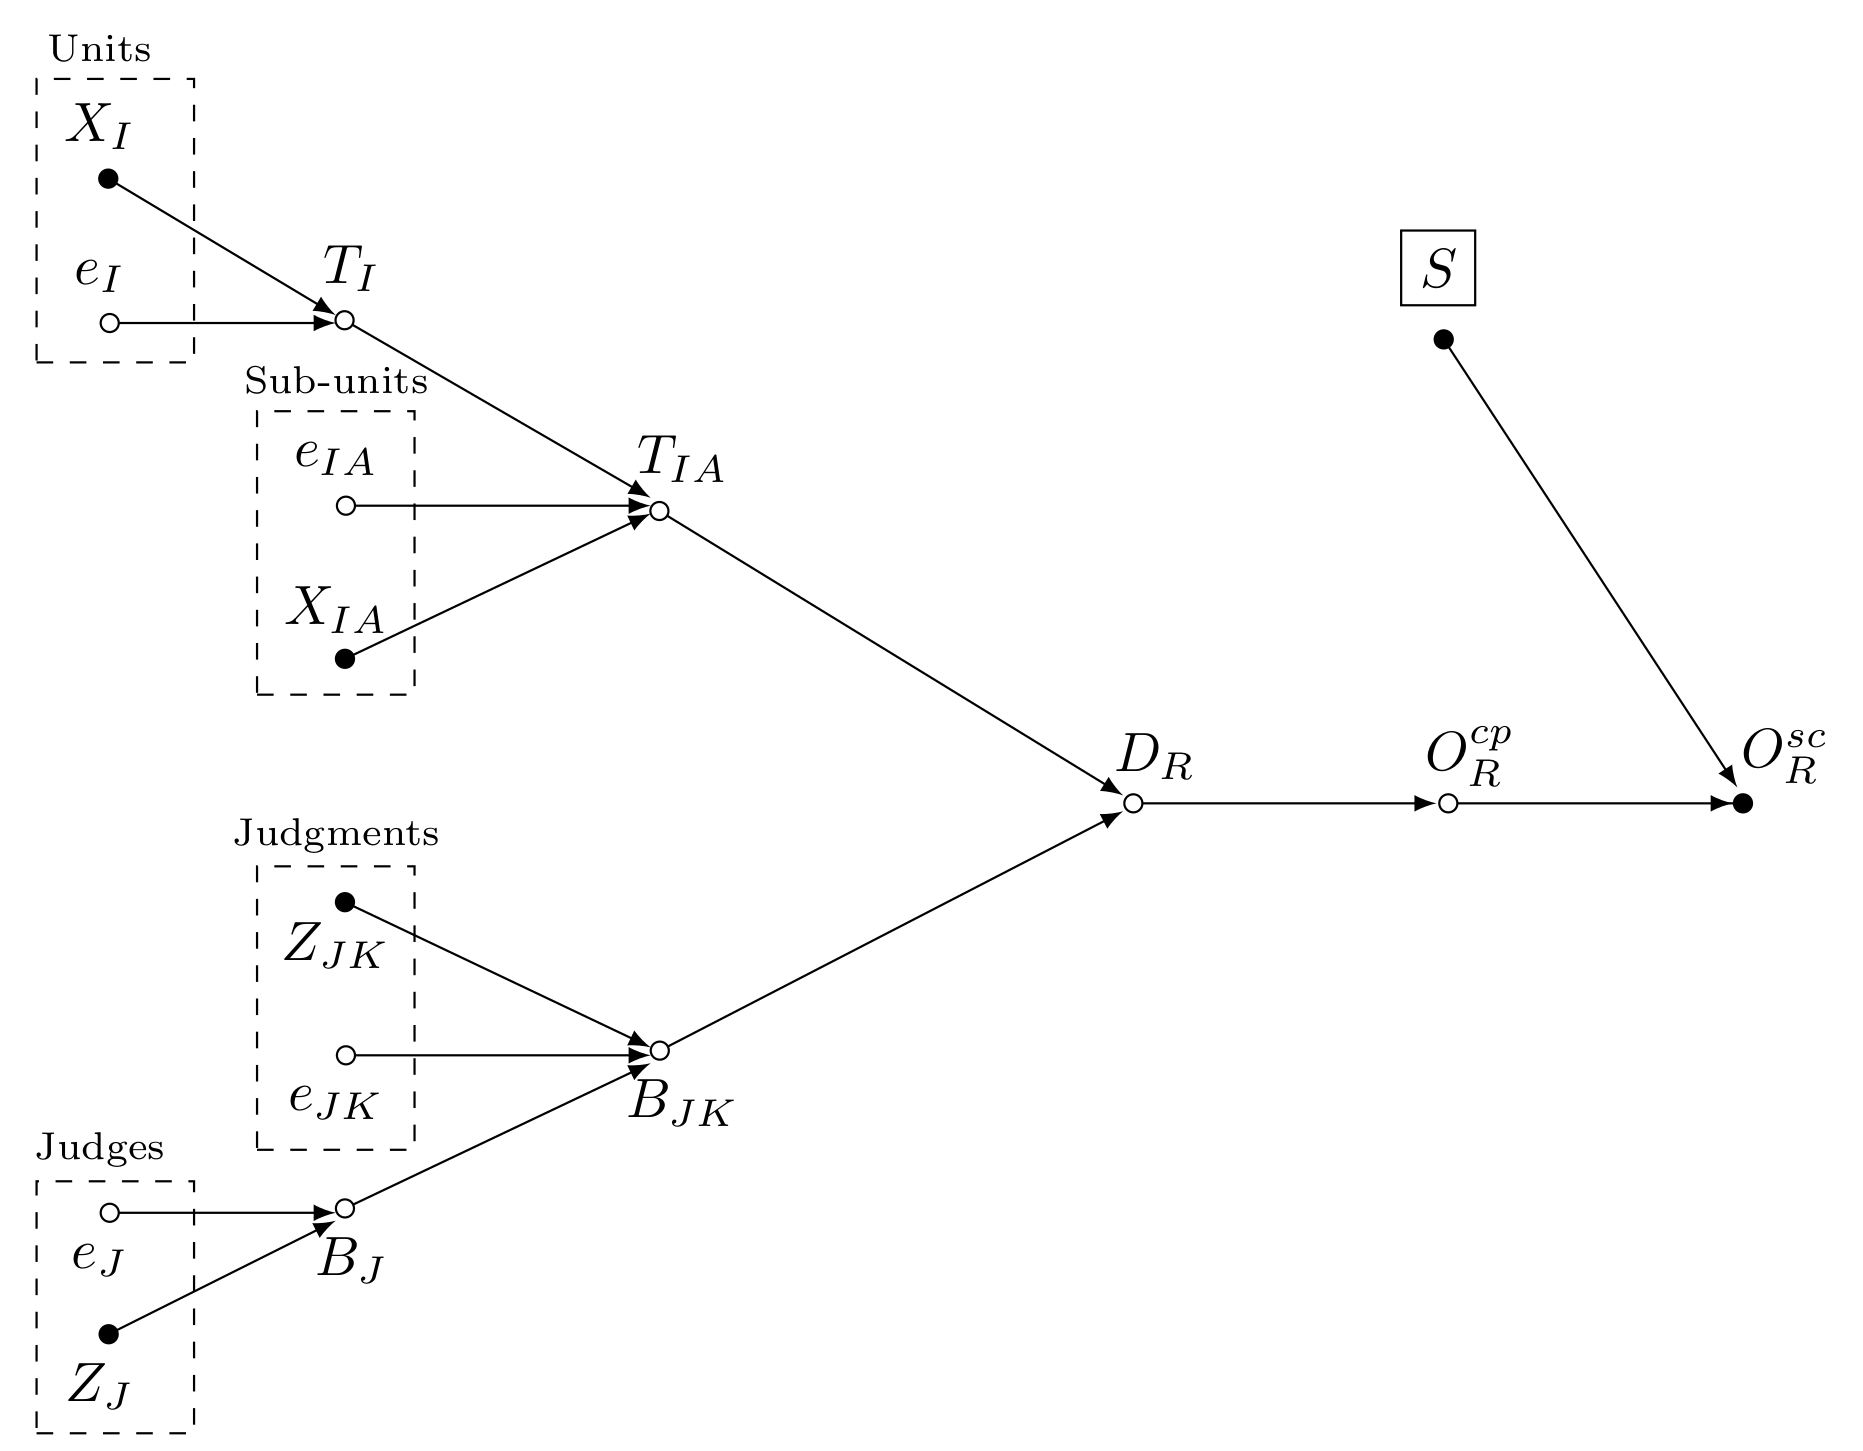 Units
X_I
e_I
T_I
S
Sub-units
e_{IA}
T_{IA}
X_{IA}
D_R
O_R^{cp}
O_R^{sc}
Judgments
Z_{JK}
e_{JK}
B_{JK}
Judges
e_J
B_J
Z_J